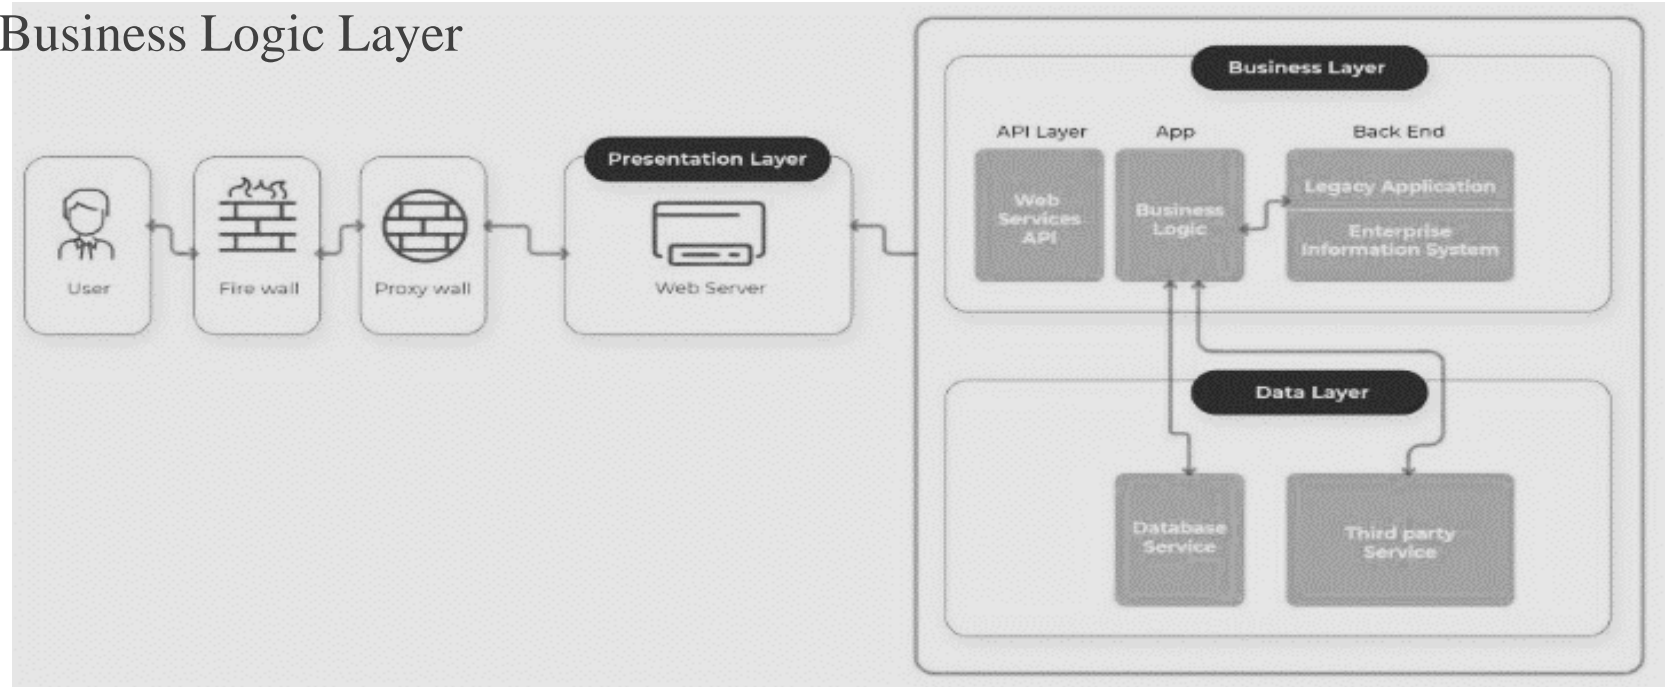 Business Logic Layer
User
Fire wall
Proxy wall
Presentation Layer
Web Server
Business Layer
API Layer
App
Back End
Web
Services
API
Business
Logic
Legacy Application
Enterprise
Information System
Data Layer
Database
Service
Third party
Service